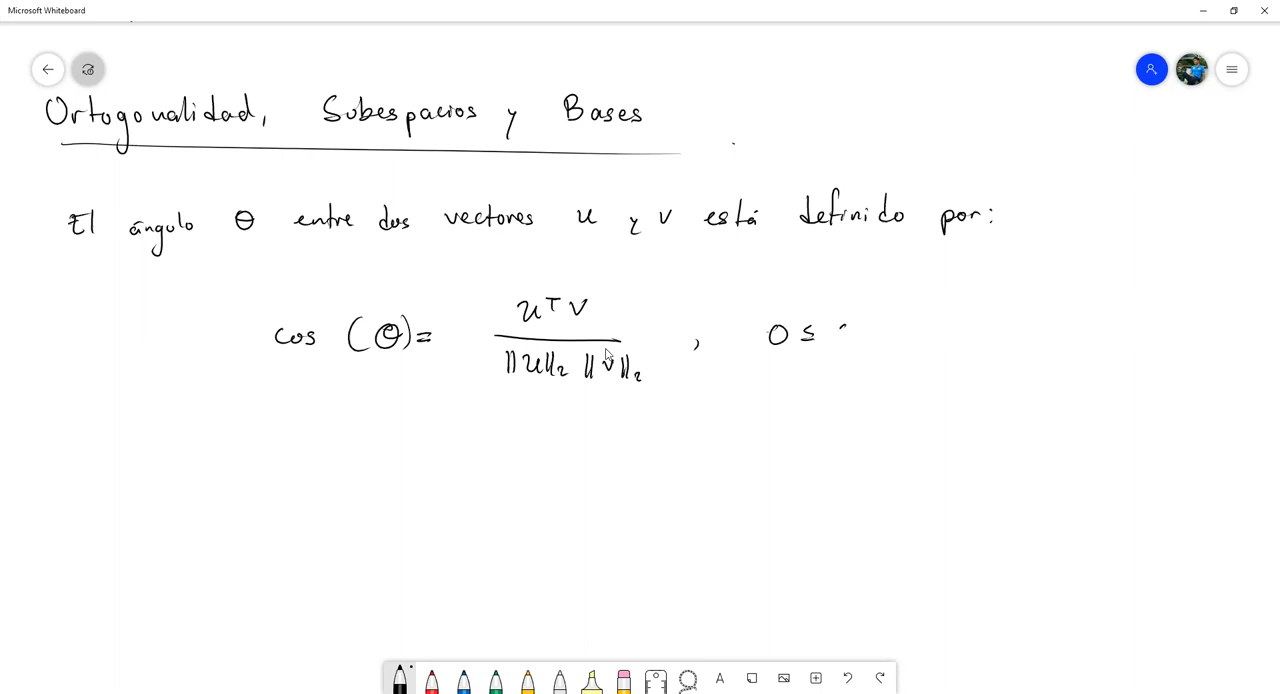 Microsoft Whiteboard
Ortogonalidad, Subespacios y Bases
El ángulo θ entre dos vectores u y v está definido por:
cos (θ) = uᵀv / ||u||₂ ||v||₂ , 0 ≤
A